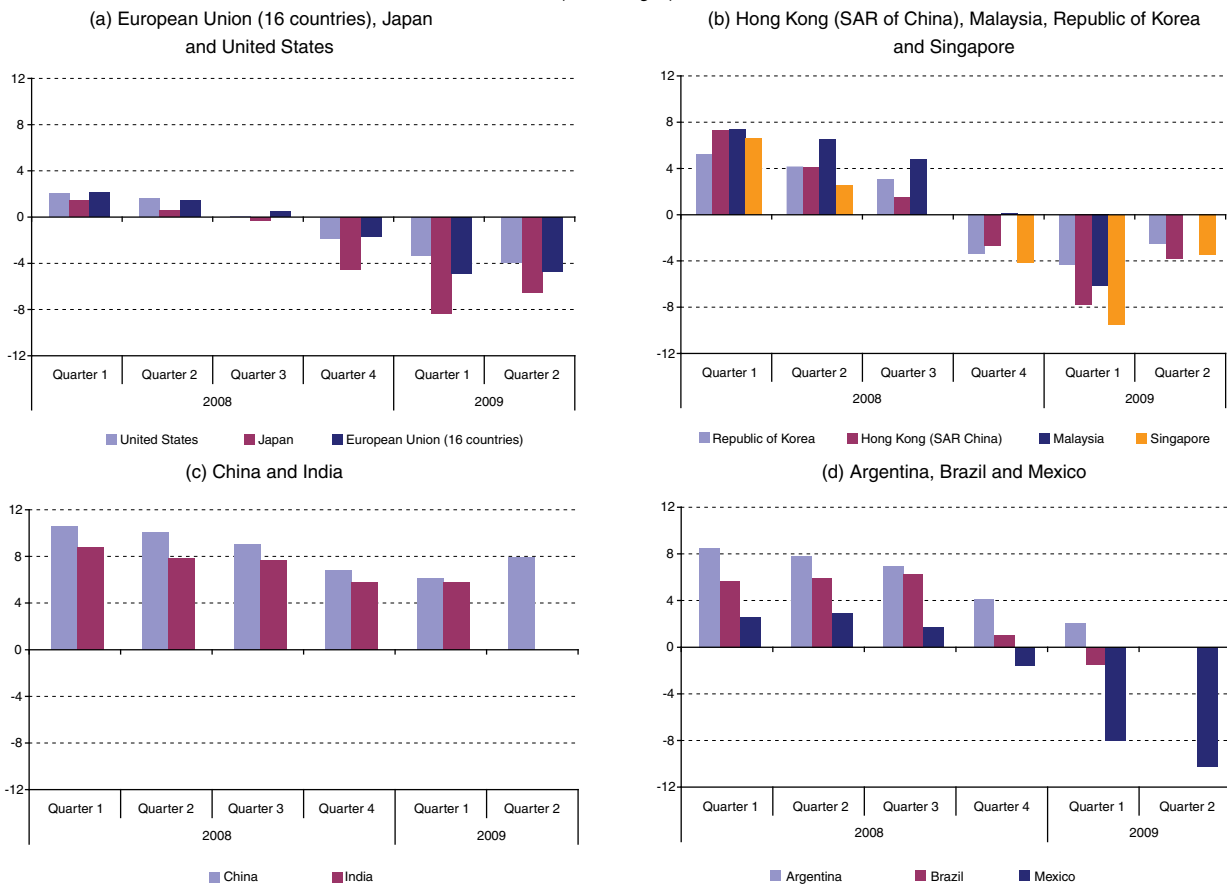 (a) European Union (16 countries), Japan
and United States
12
8
4
0
-4
-8
-12
Quarter 1 Quarter 2 Quarter 3 Quarter 4 Quarter 1 Quarter 2
2008 2009
United States Japan European Union (16 countries)
(b) Hong Kong (SAR of China), Malaysia, Republic of Korea
and Singapore
12
8
4
0
-4
-8
-12
Quarter 1 Quarter 2 Quarter 3 Quarter 4 Quarter 1 Quarter 2
2008 2009
Republic of Korea Hong Kong (SAR China) Malaysia Singapore
(c) China and India
12
8
4
0
-4
-8
-12
Quarter 1 Quarter 2 Quarter 3 Quarter 4 Quarter 1 Quarter 2
2008 2009
China India
(d) Argentina, Brazil and Mexico
12
8
4
0
-4
-8
-12
Quarter 1 Quarter 2 Quarter 3 Quarter 4 Quarter 1 Quarter 2
2008 2009
Argentina Brazil Mexico